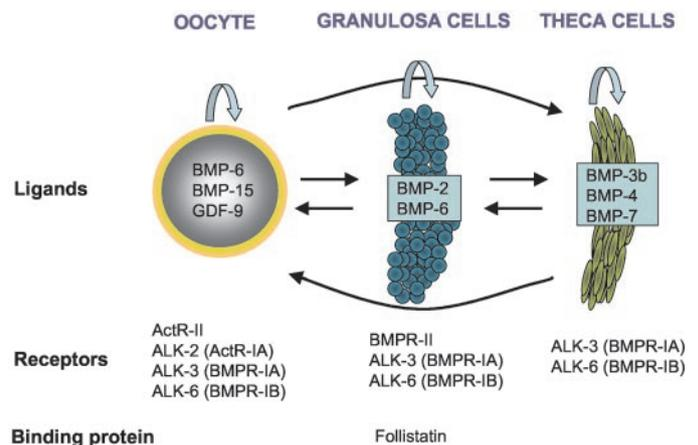 OOCYTE GRANULOSA CELLS THECA CELLS
Ligands
BMP-6
BMP-15
GDF-9
BMP-2
BMP-6
BMP-3b
BMP-4
BMP-7
Receptors
ActR-II
ALK-2 (ActR-IA)
ALK-3 (BMPR-IA)
ALK-6 (BMPR-IB)
BMPR-II
ALK-3 (BMPR-IA)
ALK-6 (BMPR-IB)
ALK-3 (BMPR-IA)
ALK-6 (BMPR-IB)
Binding protein Follistatin